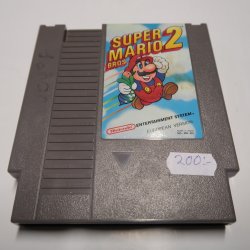 SUPER
MARIO 2
BROS
Nintendo ENTERTAINMENT SYSTEM
EUROPEAN VERSION
200:-